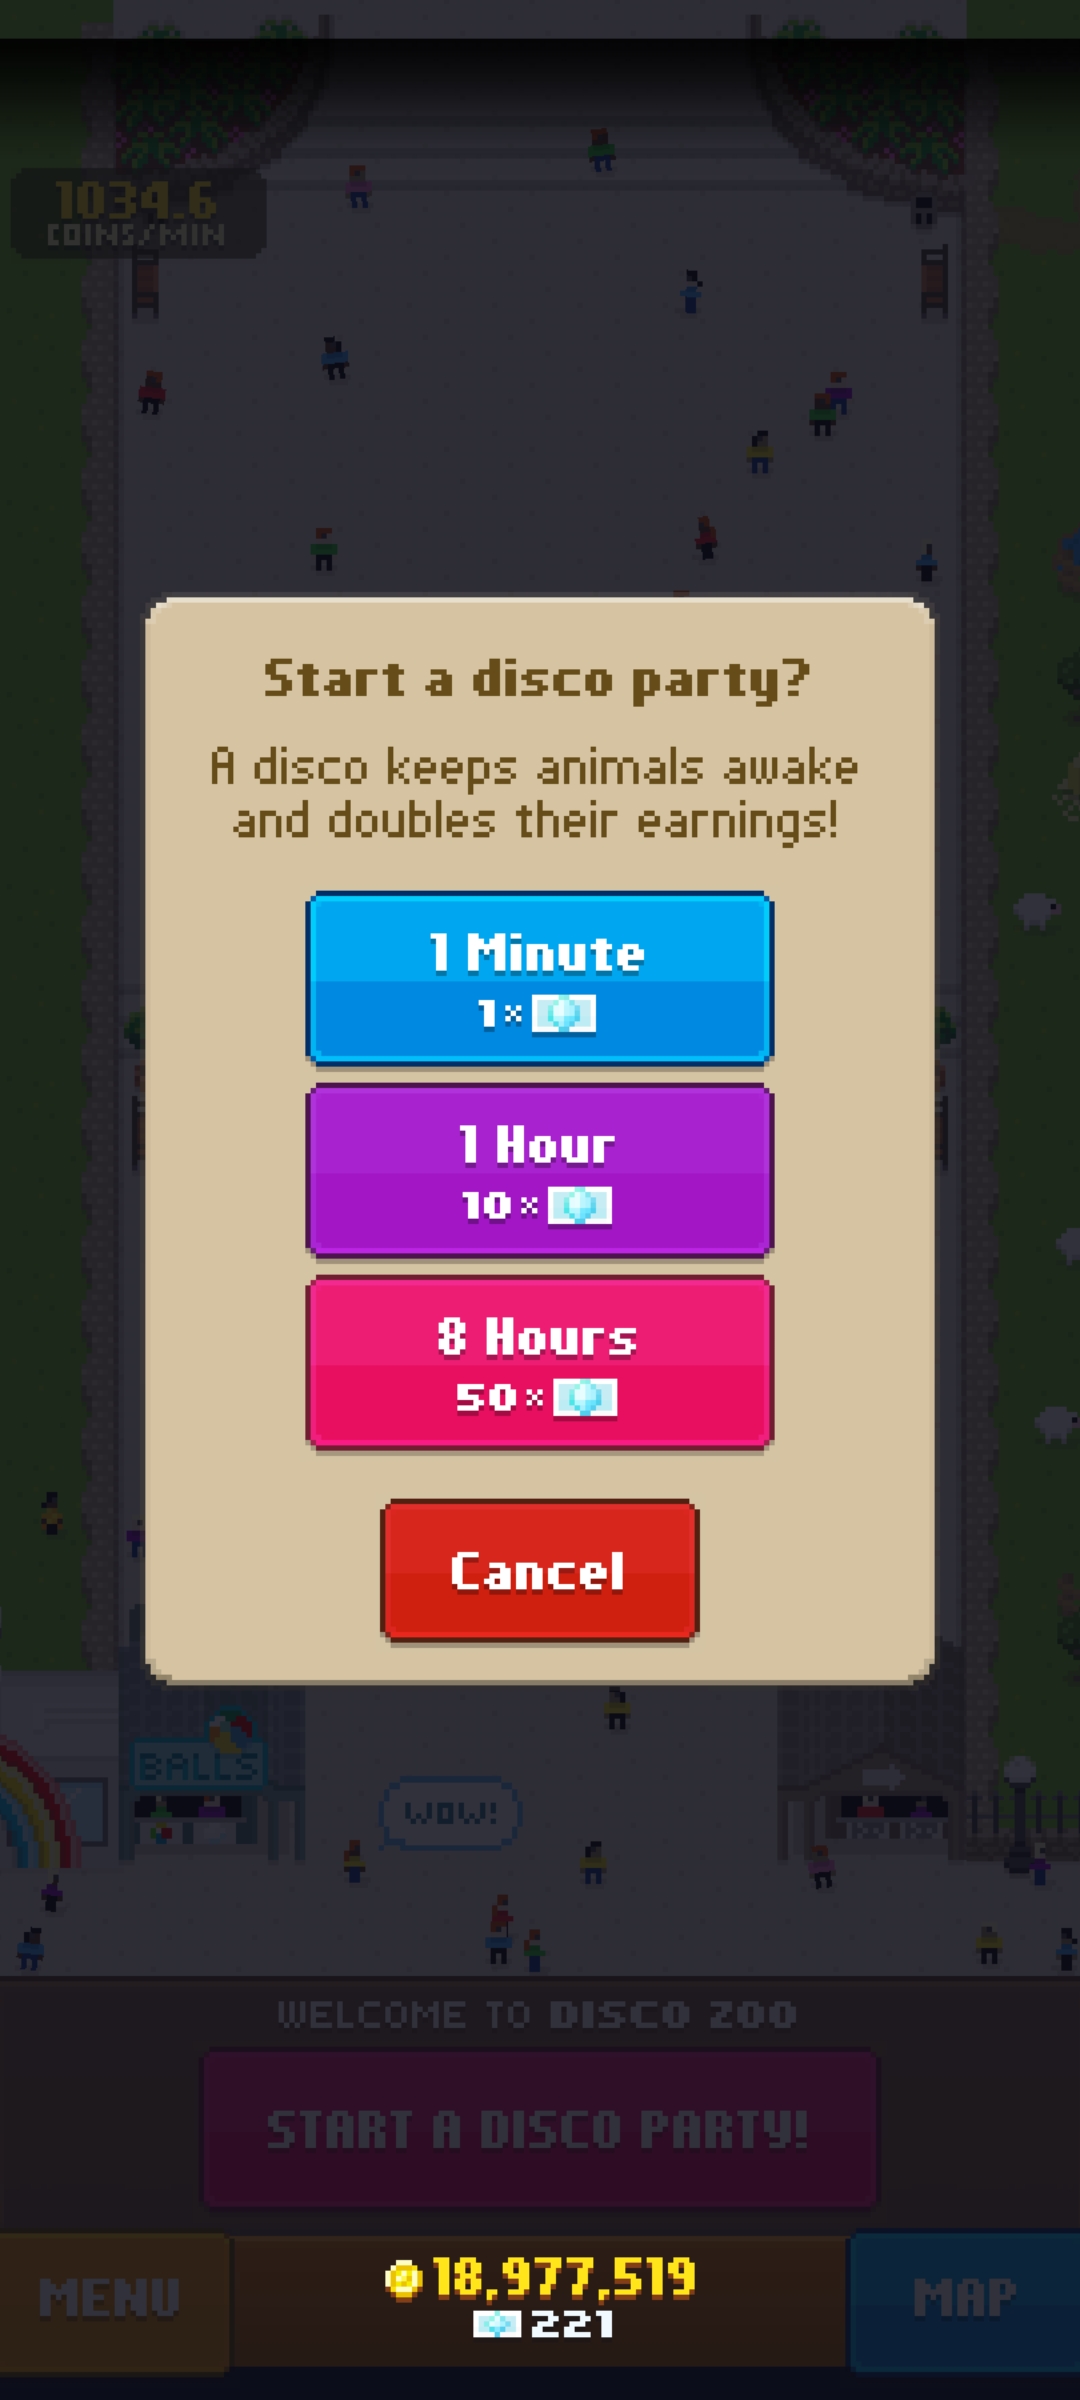 1034.6
COINS/MIN
Start a disco party?
A disco keeps animals awake
and doubles their earnings!
1 Minute
1×
1 Hour
10×
8 Hours
50×
Cancel
BALLS
WOW!
WELCOME TO DISCO ZOO
START A DISCO PARTY!
MENU
18,977,519
221
MAP